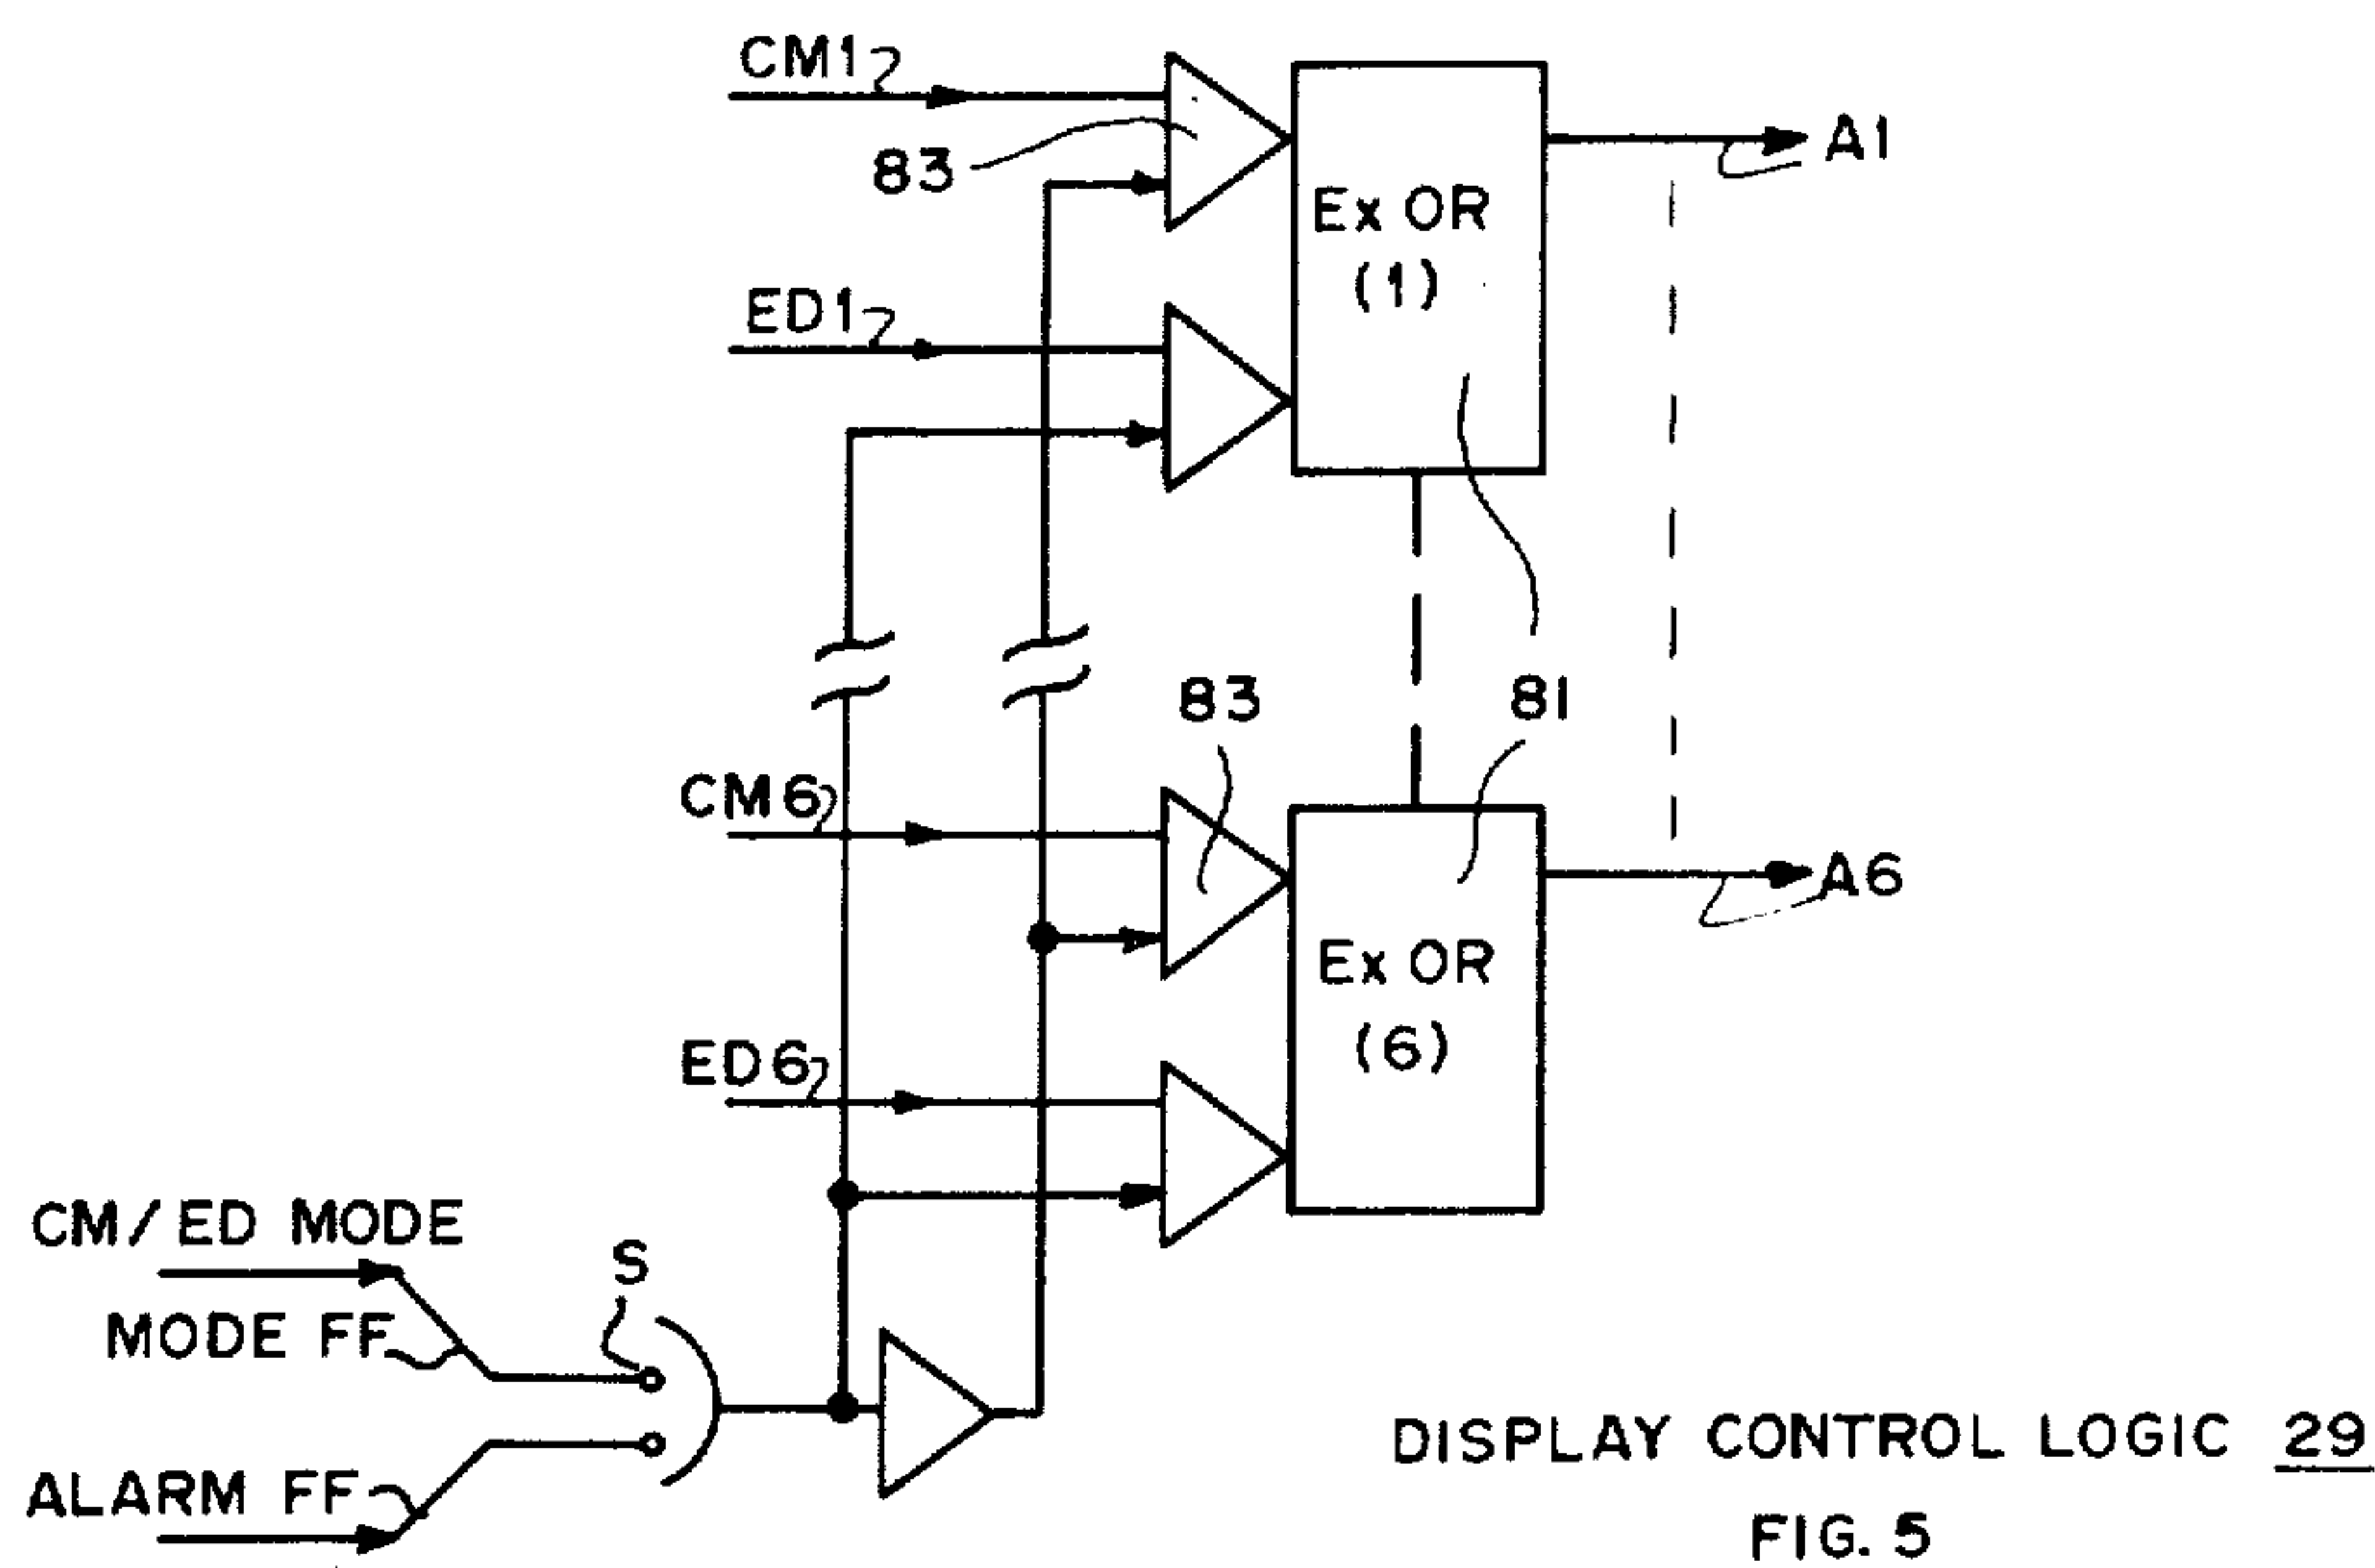 CM1
83
Ex OR
(1)
A1
ED1
83
81
CM6
Ex OR
(6)
A6
ED6
CM/ED MODE
S
MODE FF
ALARM FF
DISPLAY CONTROL LOGIC 29
FIG. 5